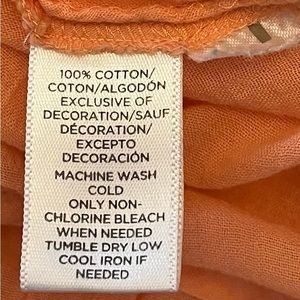 100% COTTON/
COTON/ALGODÓN
EXCLUSIVE OF
DECORATION/SAUF
DÉCORATION/
EXCEPTO
DECORACIÓN
MACHINE WASH
COLD
ONLY NON-
CHLORINE BLEACH
WHEN NEEDED
TUMBLE DRY LOW
COOL IRON IF
NEEDED